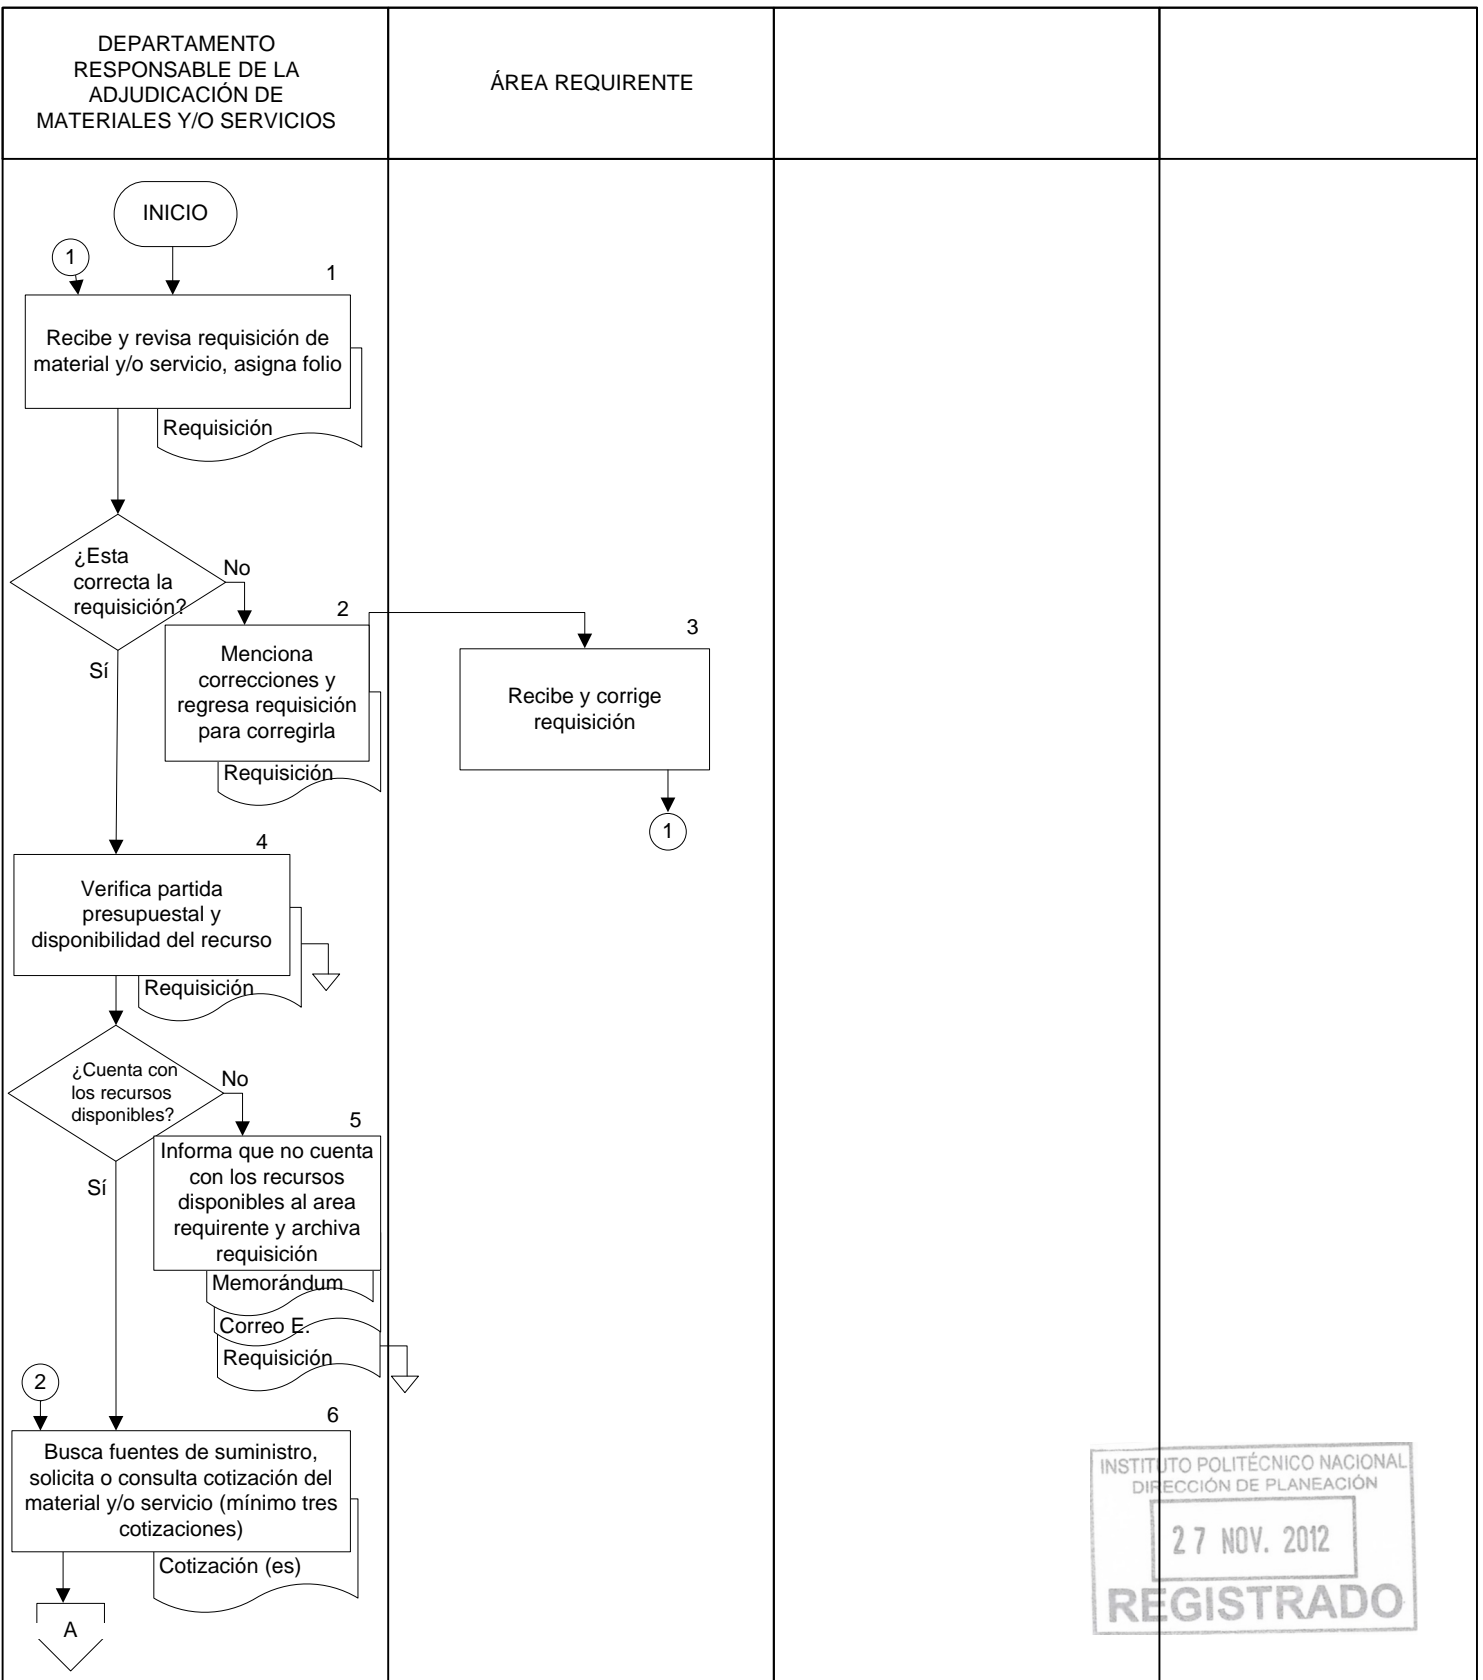 DEPARTAMENTO
RESPONSABLE DE LA
ADJUDICACIÓN DE
MATERIALES Y/O SERVICIOS
ÁREA REQUIRENTE
INICIO
1
1
Recibe y revisa requisición de
material y/o servicio, asigna folio
Requisición
¿Esta
correcta la
requisición?
No
Sí
2
Menciona
correcciones y
regresa requisición
para corregirla
Requisición
3
Recibe y corrige
requisición
1
4
Verifica partida
presupuestal y
disponibilidad del recurso
Requisición
¿Cuenta con
los recursos
disponibles?
No
Sí
5
Informa que no cuenta
con los recursos
disponibles al area
requirente y archiva
requisición
Memorándum
Correo E.
Requisición
2
6
Busca fuentes de suministro,
solicita o consulta cotización del
material y/o servicio (mínimo tres
cotizaciones)
Cotización (es)
A
INSTITUTO POLITÉCNICO NACIONAL
DIRECCIÓN DE PLANEACIÓN
27 NOV. 2012
REGISTRADO